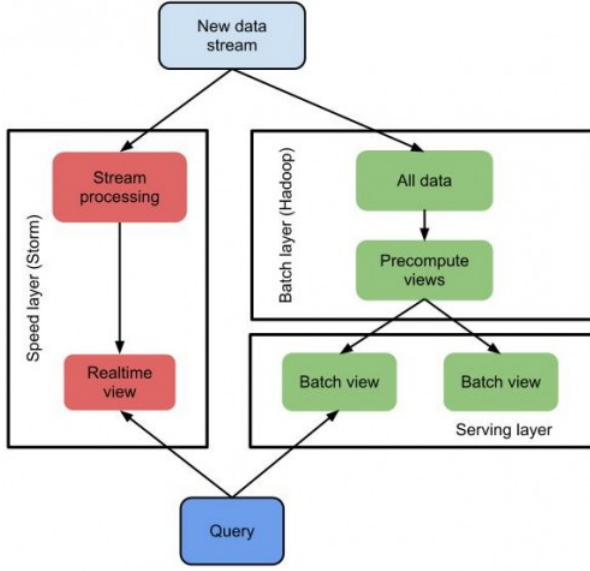 New data
stream
Speed layer (Storm)
Stream
processing
Realtime
view
Batch layer (Hadoop)
All data
Precompute
views
Batch view
Batch view
Serving layer
Query